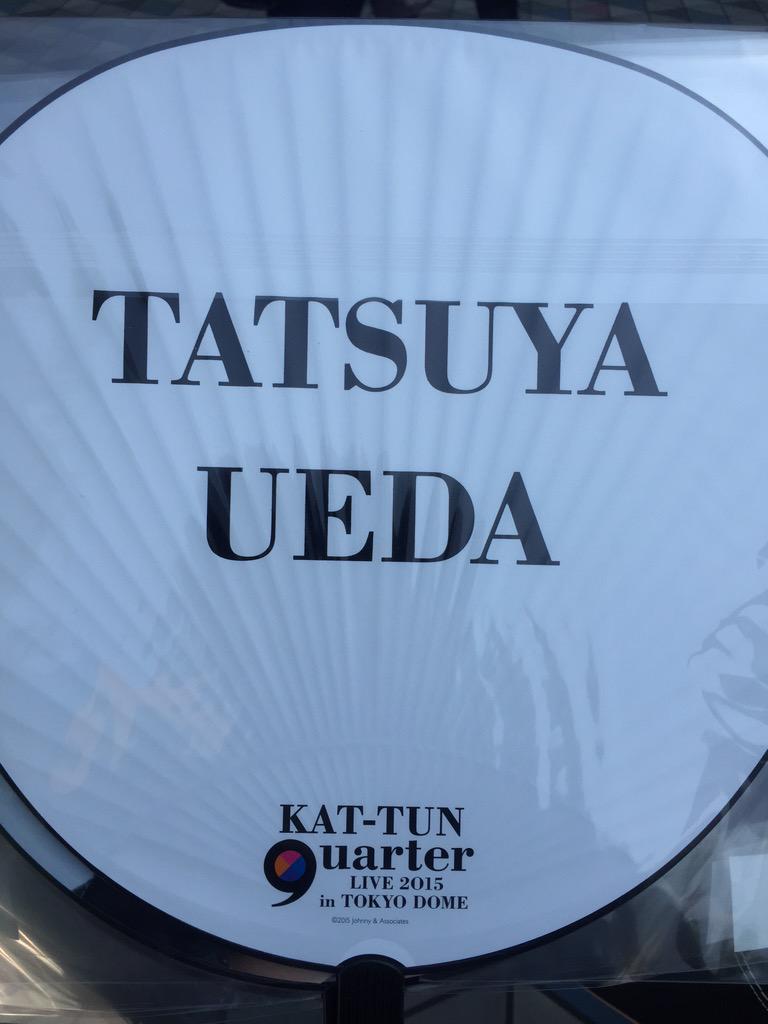 TATSUYA
UEDA
KAT-TUN
9uarter
LIVE 2015
in TOKYO DOME
©2015 Johnny & Associates